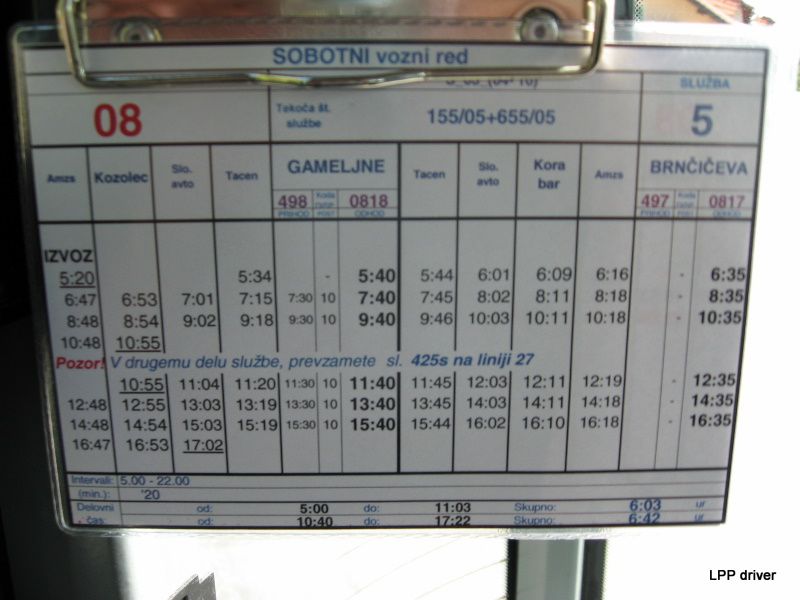 SOBOTNI vozni red
SLUŽBA
08
Tekoča št. službe
155/05+655/05
5
Amzs Kozolec Slo. avto Tacen GAMELJNE Tacen Slo. avto Kora bar Amzs BRNČIČEVA
498 0818 497 0817
PRIHOD POST ODHOD PRIHOD POST ODHOD
IZVOZ
5:20 5:34 - 5:40 5:44 6:01 6:09 6:16 - 6:35
6:47 6:53 7:01 7:15 7:30 10 7:40 7:45 8:02 8:11 8:18 - 8:35
8:48 8:54 9:02 9:18 9:30 10 9:40 9:46 10:03 10:11 10:18 - 10:35
10:48 10:55
Pozor! V drugemu delu službe, prevzamete sl. 425s na liniji 27
10:55 11:04 11:20 11:30 10 11:40 11:45 12:03 12:11 12:19 - 12:35
12:48 12:55 13:03 13:19 13:30 10 13:40 13:45 14:03 14:11 14:18 - 14:35
14:48 14:54 15:03 15:19 15:30 10 15:40 15:44 16:02 16:10 16:18 - 16:35
16:47 16:53 17:02
Intervali: 5.00 - 22.00
(min.): '20
Delovni od: 5:00 do: 11:03 Skupno: 6:03 ur
čas: od: 10:40 do: 17:22 Skupno: 6:42 ur
LPP driver